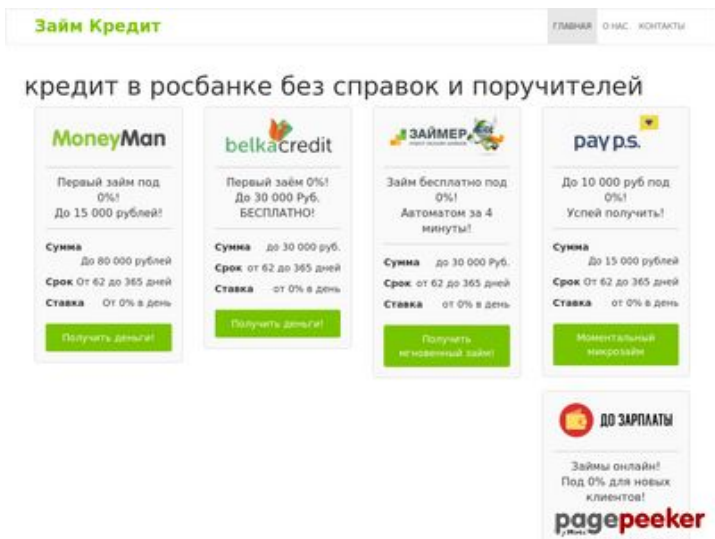 Займ Кредит
ГЛАВНАЯ О НАС КОНТАКТЫ
кредит в росбанке без справок и поручителей
MoneyMan
Первый займ под
0%!
До 15 000 рублей!
Сумма
До 80 000 рублей
Срок От 62 до 365 дней
Ставка От 0% в день
Получить деньги!
belkacredit
Первый заём 0%!
До 30 000 Руб.
БЕСПЛАТНО!
Сумма до 30 000 руб.
Срок от 62 до 365 дней
Ставка от 0% в день
Получить деньги!
ЗАЙМЕР
Займ бесплатно под
0%!
Автоматом за 4
минуты!
Сумма до 30 000 Руб.
Срок от 62 до 365 дней
Ставка от 0% в день
Получить
мгновенный займ!
pay p.s.
До 10 000 руб под
0%!
Успей получить!
Сумма
До 15 000 рублей
Срок От 62 до 365 дней
Ставка от 0% в день
Моментальный
микрозайм
ДО ЗАРПЛАТЫ
Займы онлайн!
Под 0% для новых
клиентов!
pagepeeker